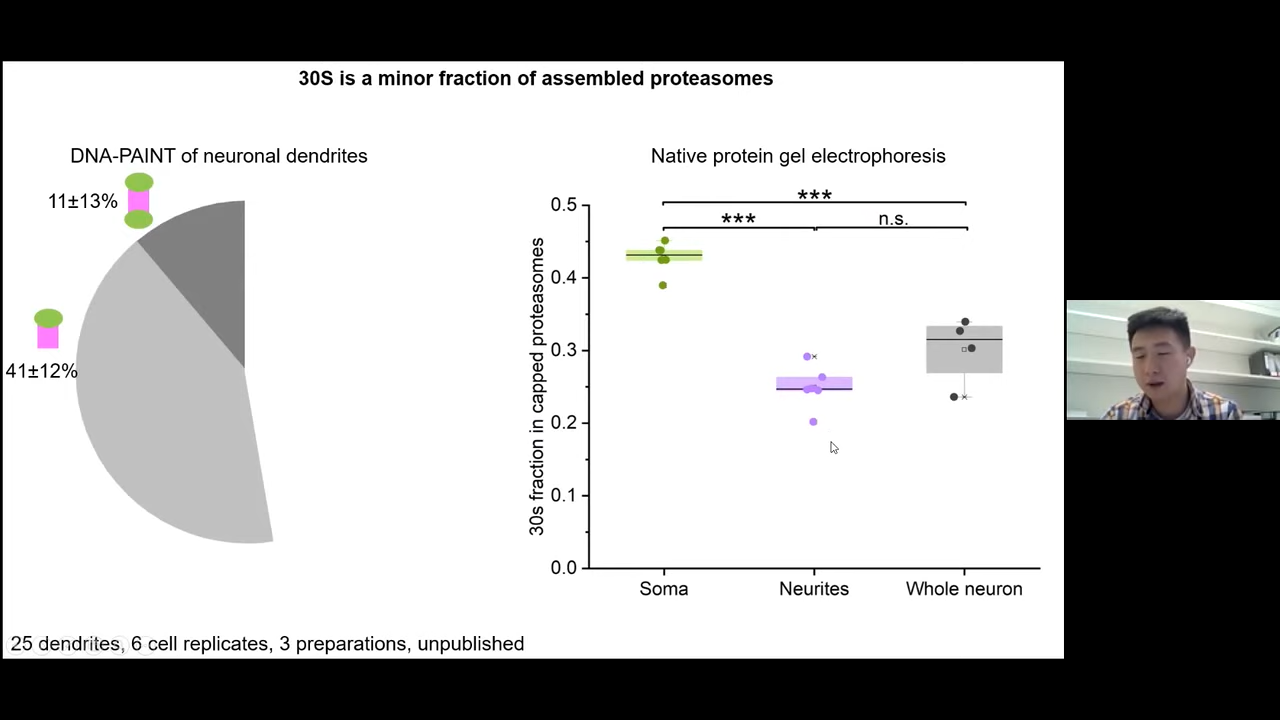 30S is a minor fraction of assembled proteasomes
DNA-PAINT of neuronal dendrites
11±13%
41±12%
25 dendrites, 6 cell replicates, 3 preparations, unpublished
Native protein gel electrophoresis
***
***
n.s.
30s fraction in capped proteasomes
0.5
0.4
0.3
0.2
0.1
0.0
Soma
Neurites
Whole neuron